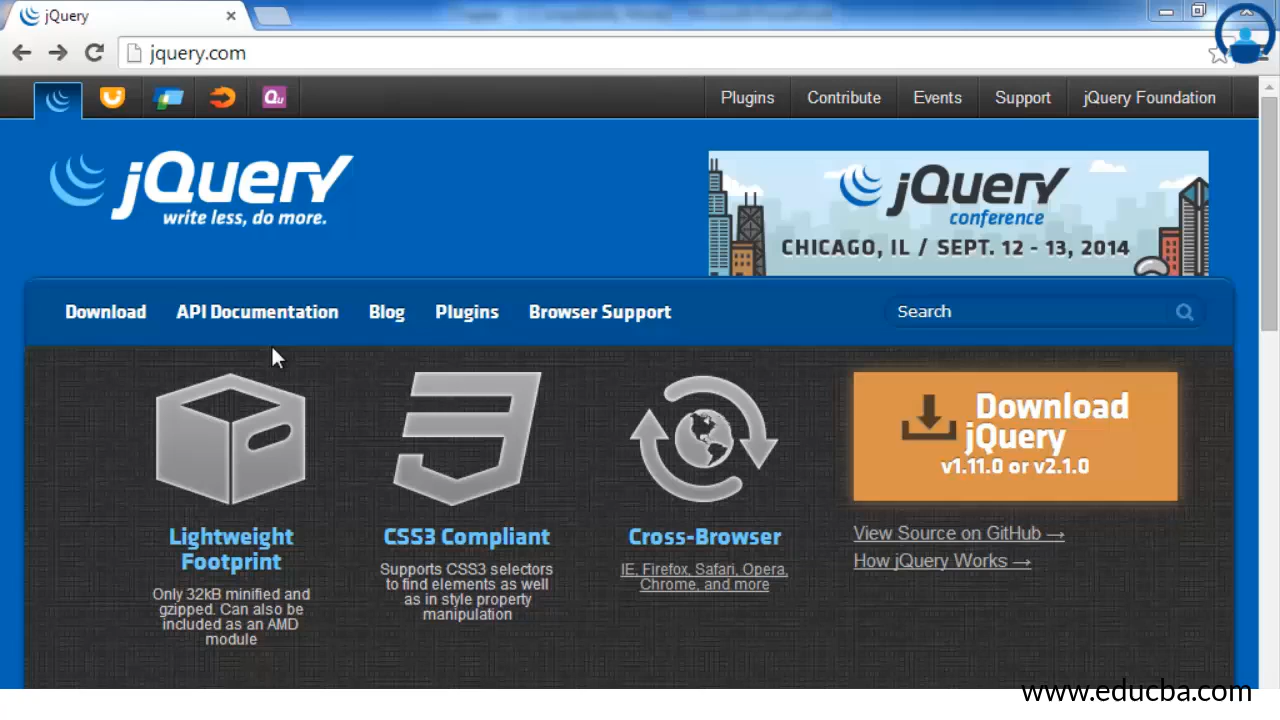 jQuery
jquery.com
Qu
Plugins Contribute Events Support jQuery Foundation
jQuery
write less, do more.
jQuery
conference
CHICAGO, IL / SEPT. 12 - 13, 2014
Download API Documentation Blog Plugins Browser Support Search
Download
jQuery
v1.11.0 or v2.1.0
Lightweight
Footprint
Only 32kB minified and
gzipped. Can also be
included as an AMD
module
CSS3 Compliant
Supports CSS3 selectors
to find elements as well
as in style property
manipulation
Cross-Browser
IE, Firefox, Safari, Opera,
Chrome, and more
View Source on GitHub →
How jQuery Works →
www.educba.com